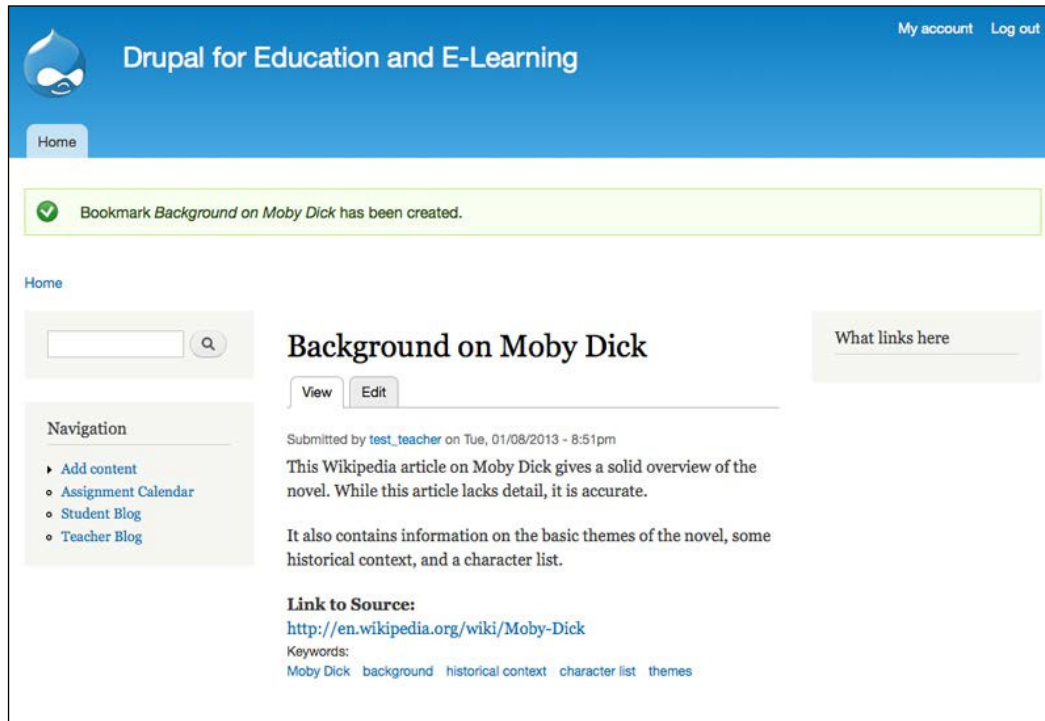 My account Log out
Drupal for Education and E-Learning
Home
Bookmark Background on Moby Dick has been created.
Home
Navigation
Add content
Assignment Calendar
Student Blog
Teacher Blog
Background on Moby Dick
View Edit
Submitted by test_teacher on Tue, 01/08/2013 - 8:51pm
This Wikipedia article on Moby Dick gives a solid overview of the
novel. While this article lacks detail, it is accurate.
It also contains information on the basic themes of the novel, some
historical context, and a character list.
Link to Source:
http://en.wikipedia.org/wiki/Moby-Dick
Keywords:
Moby Dick background historical context character list themes
What links here